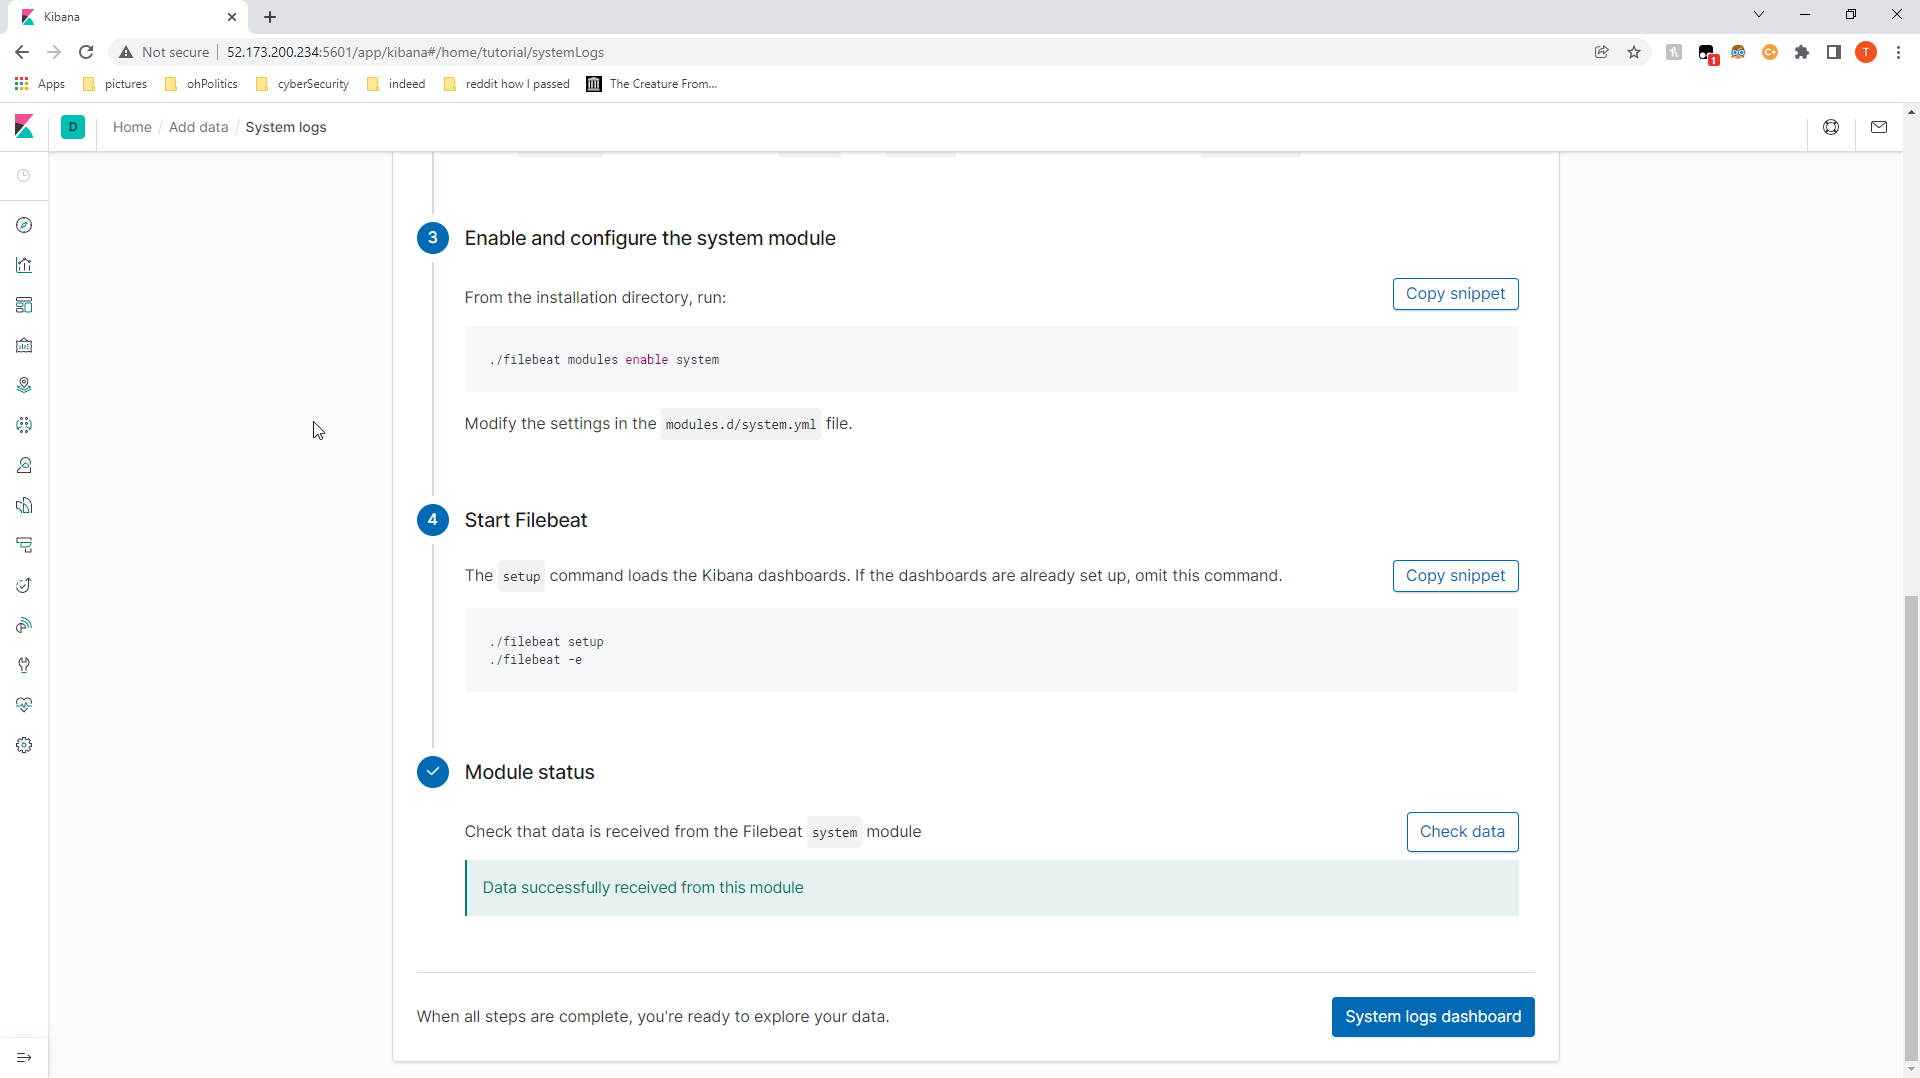 Kibana
Not secure
52.173.200.234:5601/app/kibana#/home/tutorial/systemLogs
1
T
Apps
pictures
ohPolitics
cyberSecurity
indeed
reddit how I passed
The Creature From...
D
Home / Add data / System logs
3
Enable and configure the system module
From the installation directory, run:
Copy snippet
./filebeat modules enable system
Modify the settings in the modules.d/system.yml file.
4
Start Filebeat
The setup command loads the Kibana dashboards. If the dashboards are already set up, omit this command.
Copy snippet
./filebeat setup
./filebeat -e
Module status
Check that data is received from the Filebeat system module
Check data
Data successfully received from this module
When all steps are complete, you're ready to explore your data.
System logs dashboard